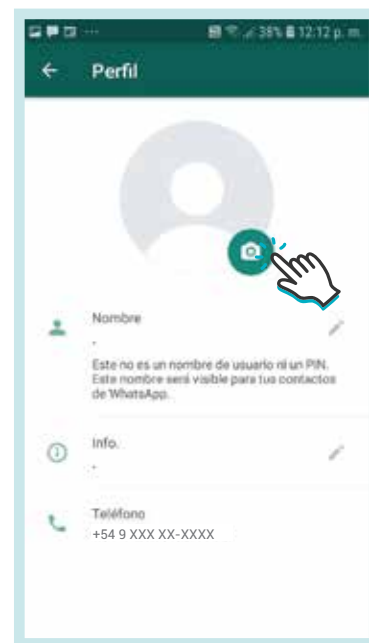 38% 12:12 p. m.
Perfil
Nombre
.
Este no es un nombre de usuario ni un PIN.
Este nombre será visible para tus contactos
de WhatsApp.
Info.
.
Teléfono
+54 9 XXX XX-XXXX